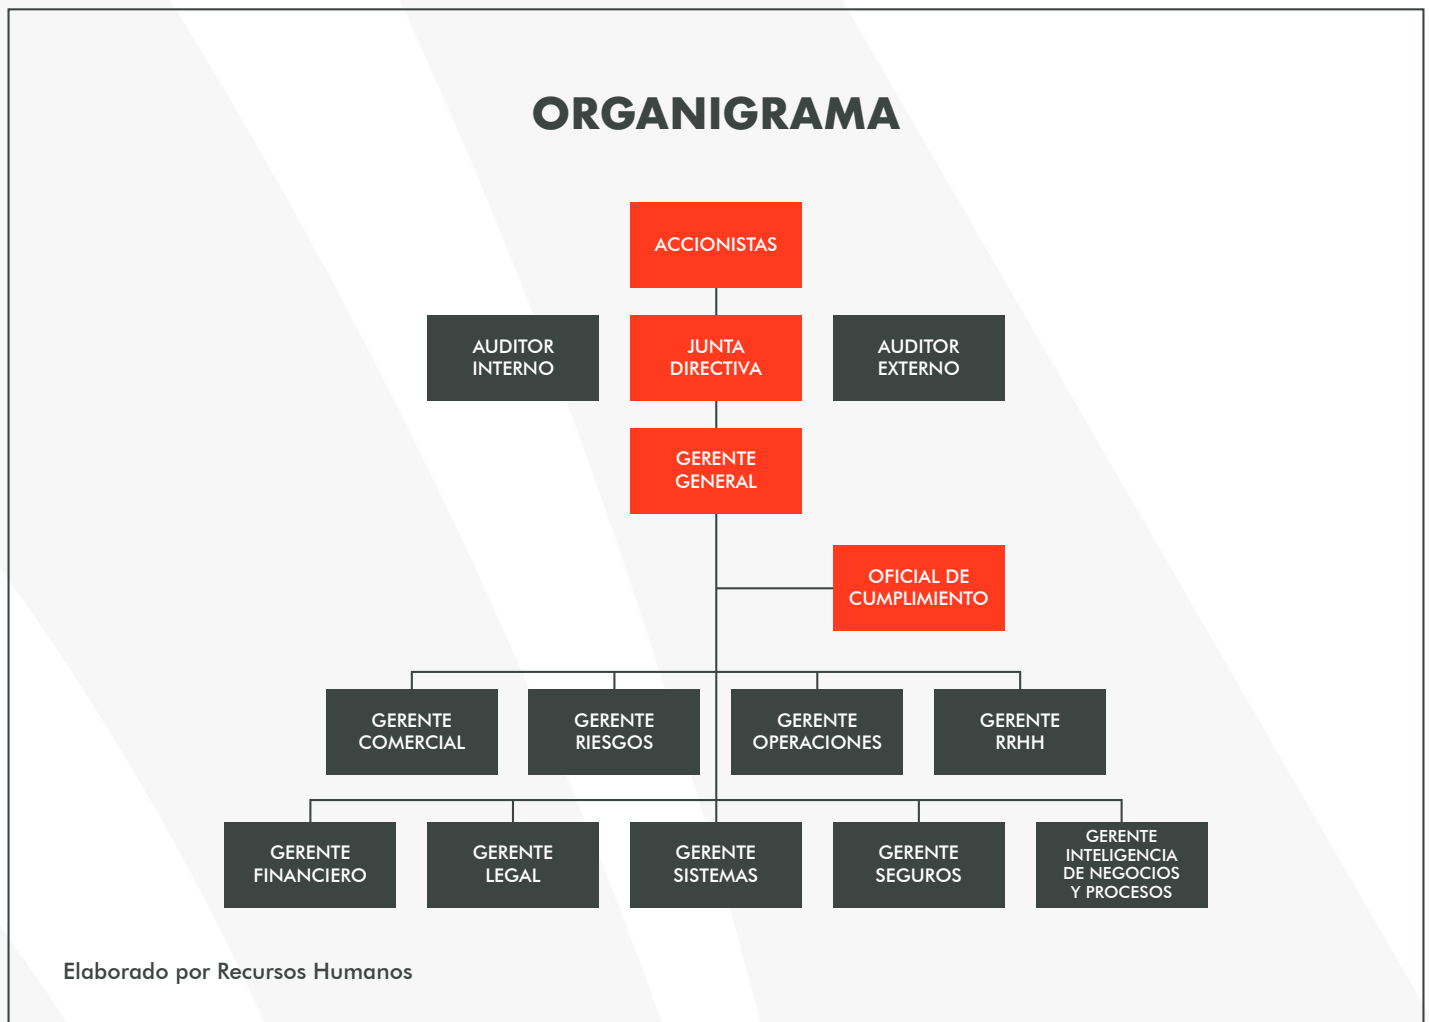 ORGANIGRAMA
ACCIONISTAS
AUDITOR
INTERNO
JUNTA
DIRECTIVA
AUDITOR
EXTERNO
GERENTE
GENERAL
OFICIAL DE
CUMPLIMIENTO
GERENTE
COMERCIAL
GERENTE
RIESGOS
GERENTE
OPERACIONES
GERENTE
RRHH
GERENTE
FINANCIERO
GERENTE
LEGAL
GERENTE
SISTEMAS
GERENTE
SEGUROS
GERENTE
INTELIGENCIA
DE NEGOCIOS
Y PROCESOS
Elaborado por Recursos Humanos